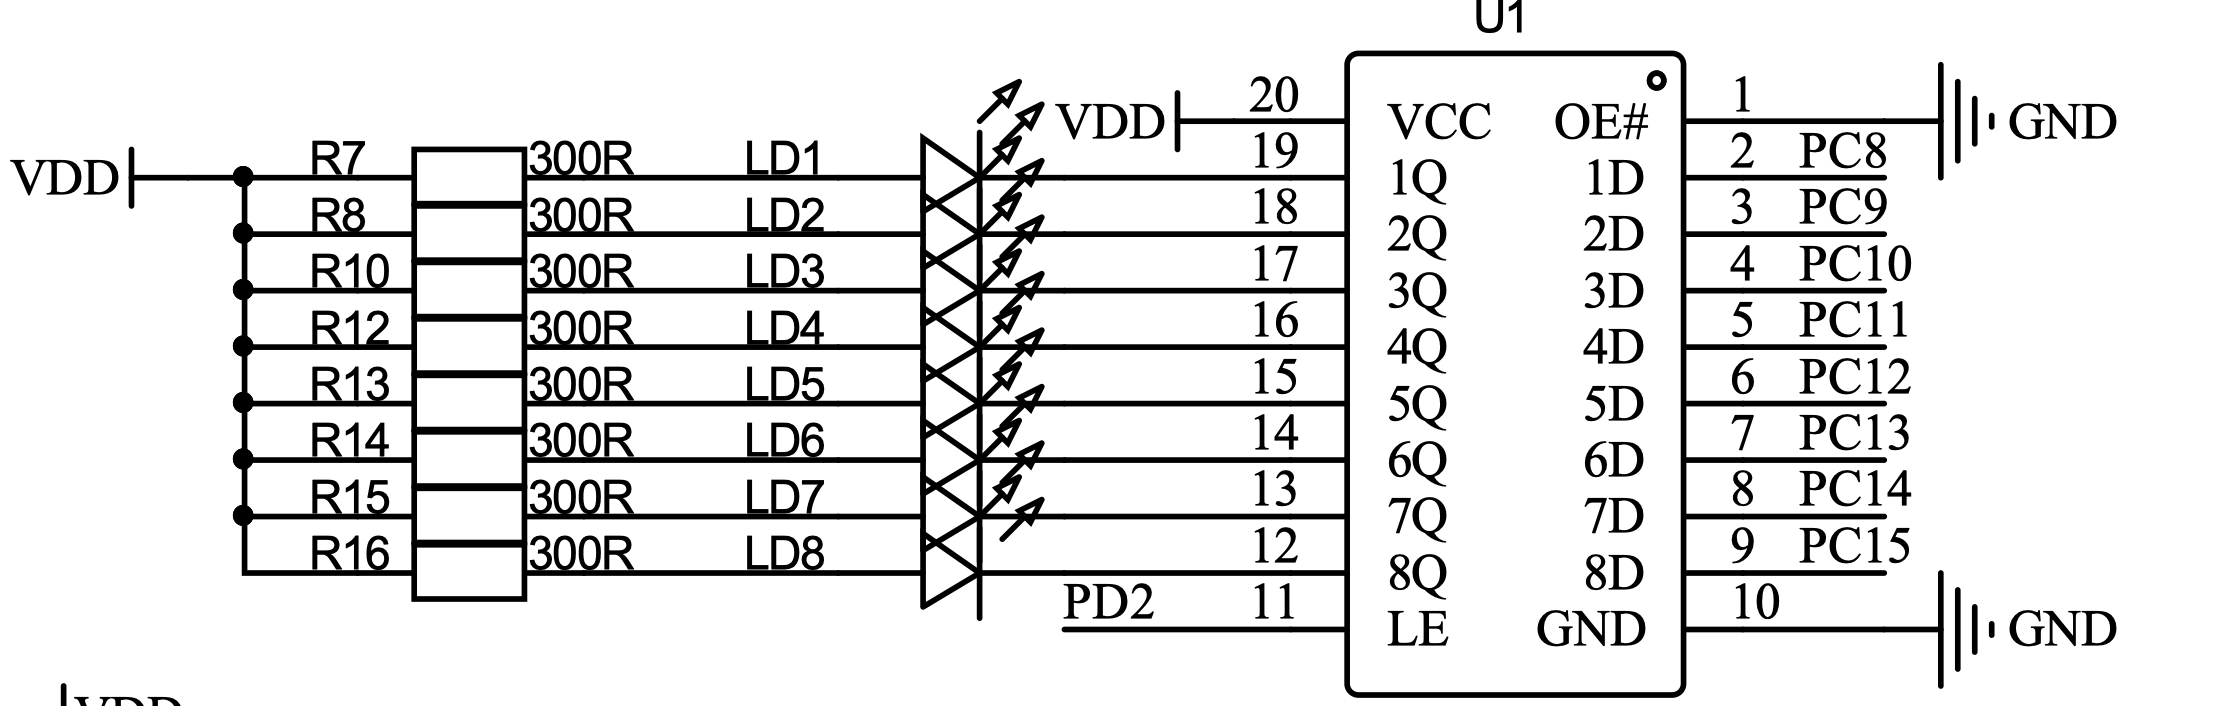 U1
VDD 20 VCC OE# 1 GND
VDD R7 300R LD1 19 1Q 1D 2 PC8
R8 300R LD2 18 2Q 2D 3 PC9
R10 300R LD3 17 3Q 3D 4 PC10
R12 300R LD4 16 4Q 4D 5 PC11
R13 300R LD5 15 5Q 5D 6 PC12
R14 300R LD6 14 6Q 6D 7 PC13
R15 300R LD7 13 7Q 7D 8 PC14
R16 300R LD8 12 8Q 8D 9 PC15
PD2 11 LE GND 10 GND
VDD